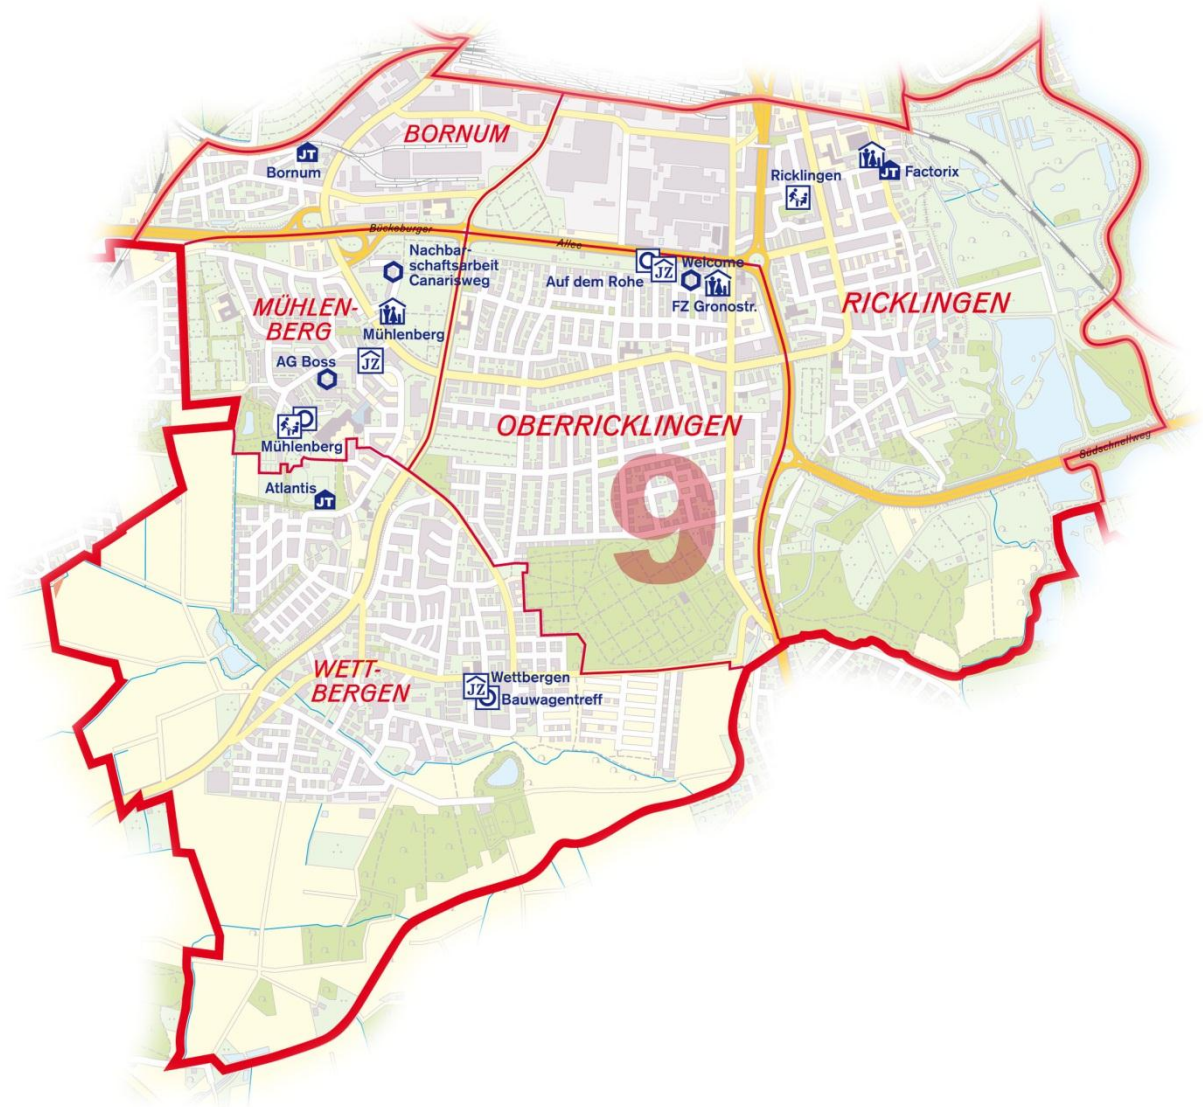 BORNUM
JT
Bornum
Ricklingen
JT
Factorix
Bückeburger
Allee
Nachbar-
schaftsarbeit
Canarisweg
Welcome
JZ
Auf dem Rohe
FZ Gronostr.
MÜHLEN-
BERG
RICKLINGEN
Mühlenberg
AG Boss
JZ
OBERRICKLINGEN
Mühlenberg
Südschnellweg
Atlantis
JT
9
WETT-
BERGEN
JZ
Wettbergen
Bauwagentreff